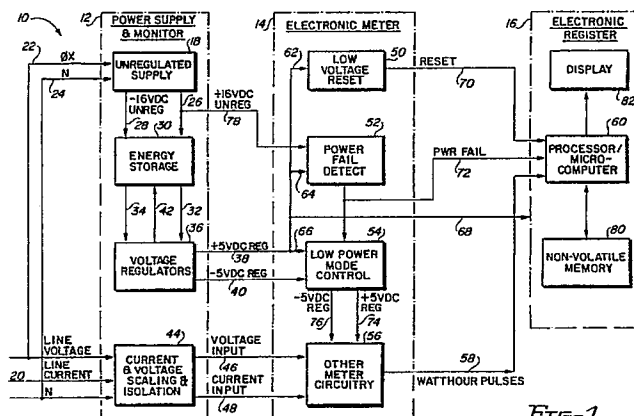 10
12
POWER SUPPLY
& MONITOR
14
ELECTRONIC METER
16
ELECTRONIC
REGISTER
22
ØX
N
24
18
UNREGULATED
SUPPLY
-16VDC
UNREG
28
26
+16VDC
UNREG
78
62
LOW
VOLTAGE
RESET
50
RESET
70
DISPLAY
82
30
ENERGY
STORAGE
52
POWER
FAIL
DETECT
64
PWR FAIL
72
60
PROCESSOR/
MICRO-
COMPUTER
34
42
32
36
VOLTAGE
REGULATORS
+5VDC REG
38
66
-5VDC REG
40
54
LOW POWER
MODE
CONTROL
68
NON-VOLATILE
MEMORY
80
-5VDC
REG
76
+5VDC
REG
74
56
LINE
VOLTAGE
20
LINE
CURRENT
N
44
CURRENT
& VOLTAGE
SCALING &
ISOLATION
VOLTAGE
INPUT
46
CURRENT
INPUT
48
OTHER
METER
CIRCUITRY
58
WATTHOUR PULSES
FIG-1